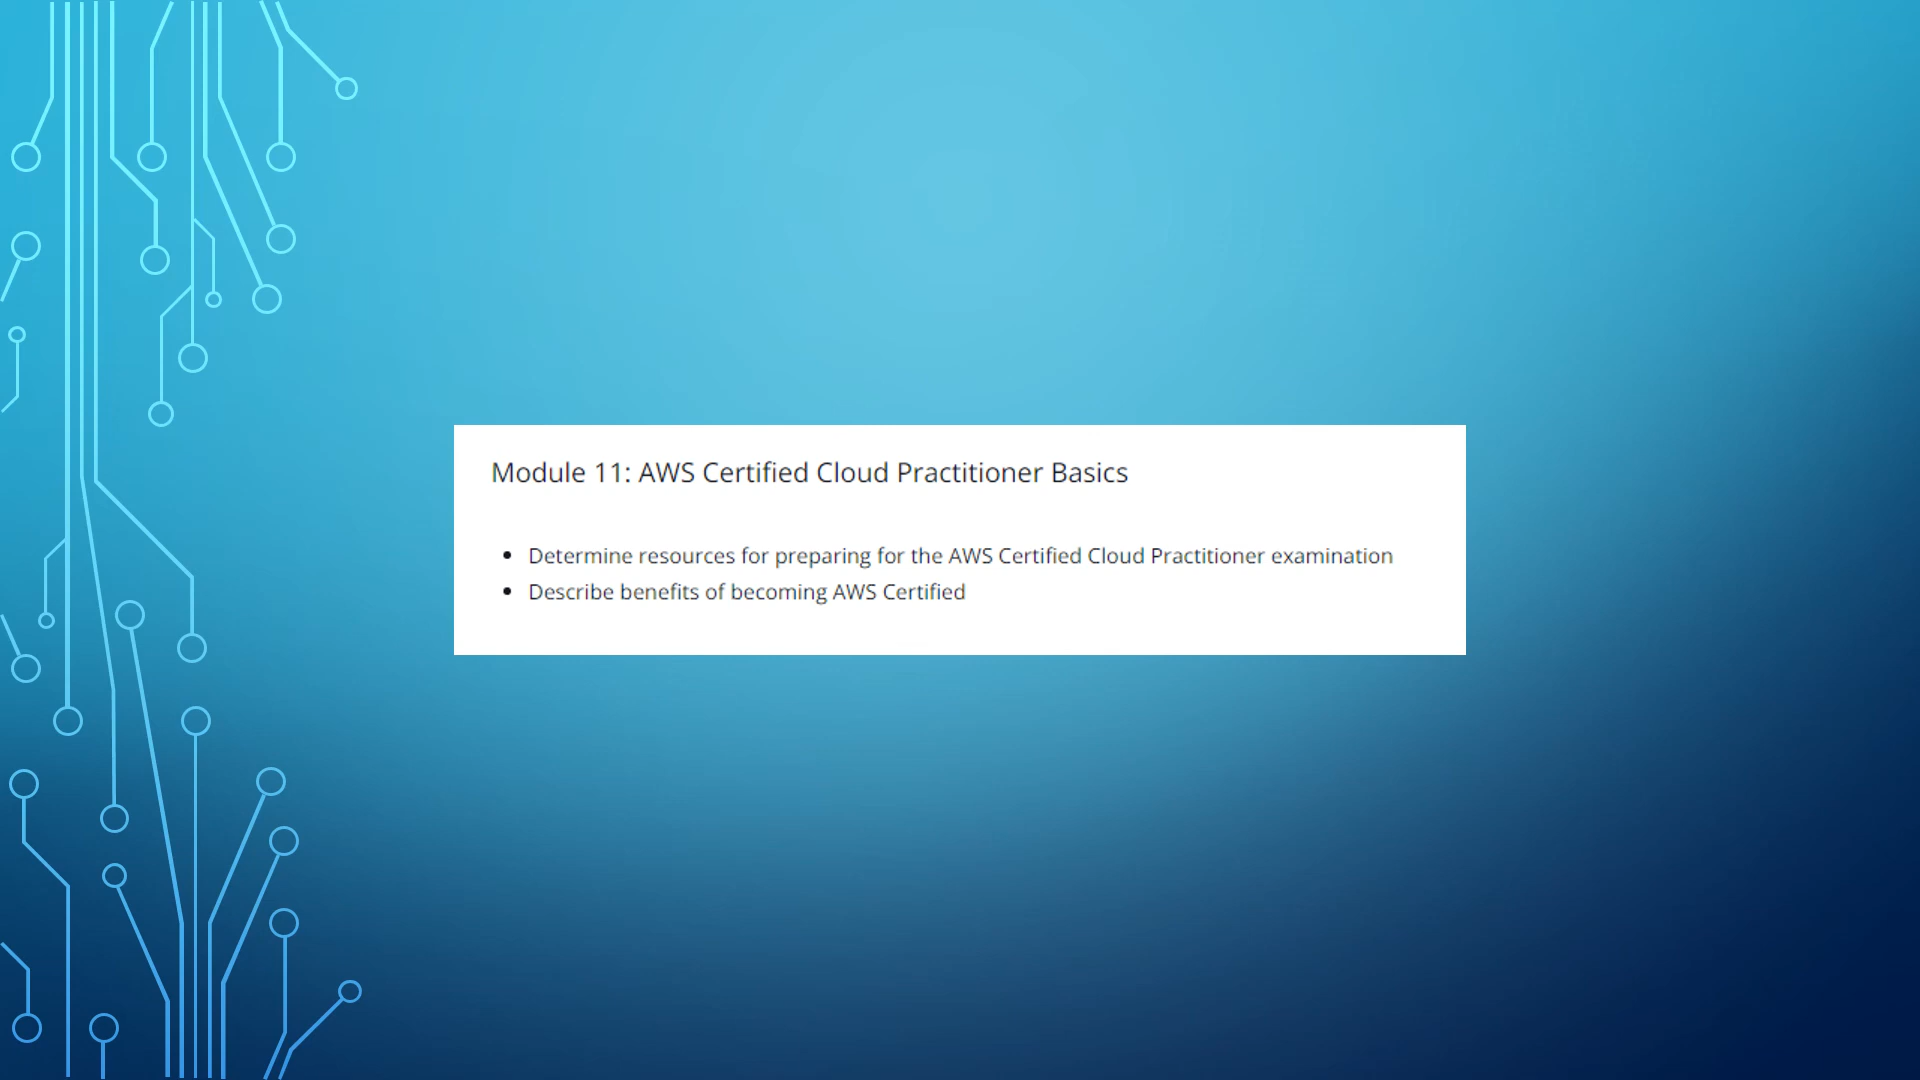 Module 11: AWS Certified Cloud Practitioner Basics
• Determine resources for preparing for the AWS Certified Cloud Practitioner examination
• Describe benefits of becoming AWS Certified